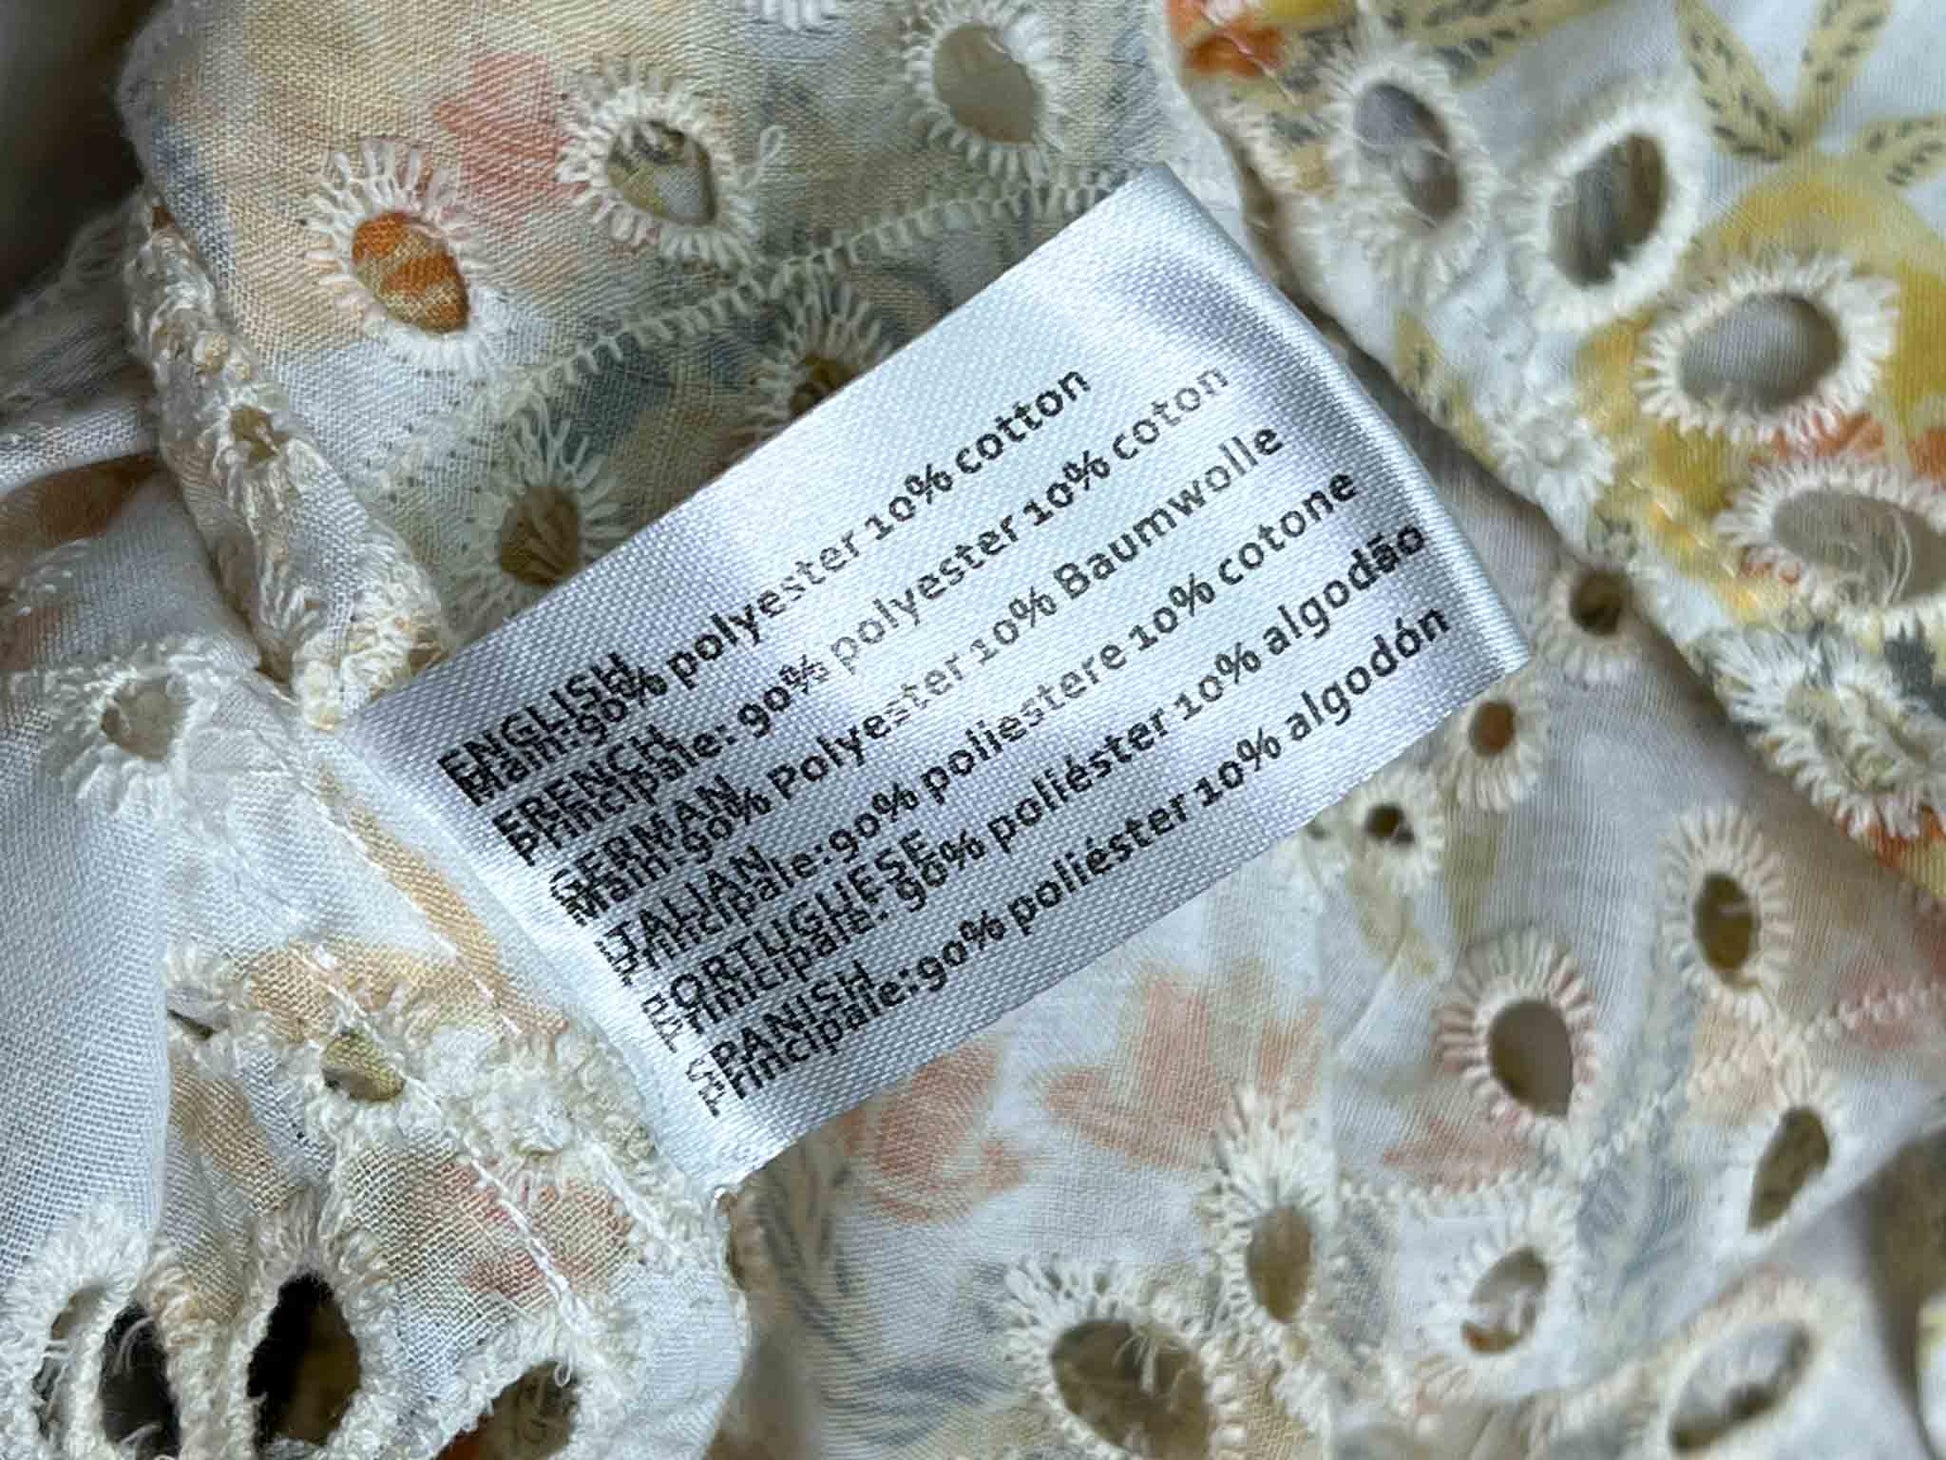 ENGLISH
Main:90% polyester 10% cotton
FRENCH
Principale: 90% polyester 10% coton
GERMAN
Main:90% Polyester 10% Baumwolle
ITALIAN
Principale:90% poliestere 10% cotone
PORTUGUESE
Principale: 90% poliéster 10% algodão
SPANISH
Principale:90% poliéster 10% algodón